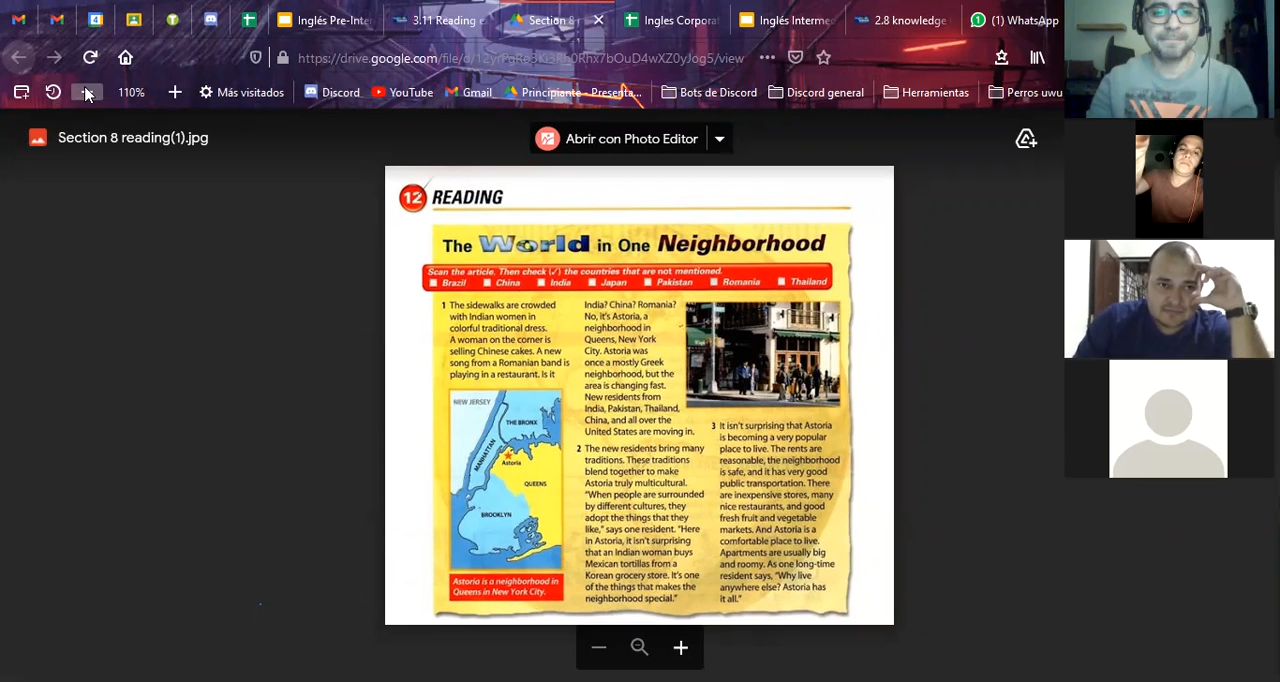 Inglés Pre-Inter
3.11 Reading e
Section 8
Ingles Corpora
Inglés Interme
2.8 knowledge
(1) WhatsApp
110%
Más visitados
Discord
YouTube
Gmail
Principiante - Presenta...
Bots de Discord
Discord general
Herramientas
Perros uwu
Section 8 reading(1).jpg
Abrir con Photo Editor
12 READING
The World in One Neighborhood
Scan the article. Then check (✓) the countries that are not mentioned.
Brazil China India Japan Pakistan Romania Thailand
1 The sidewalks are crowded
with Indian women in
colorful traditional dress.
A woman on the corner is
selling Chinese cakes. A new
song from a Romanian band is
playing in a restaurant. Is it
India? China? Romania?
No, it's Astoria, a
neighborhood in
Queens, New York
City. Astoria was
once a mostly Greek
neighborhood, but the
area is changing fast.
New residents from
India, Pakistan, Thailand,
China, and all over the
United States are moving in.
NEW JERSEY
THE BRONX
MANHATTAN
Astoria
QUEENS
BROOKLYN
Astoria is a neighborhood in
Queens in New York City.
2 The new residents bring many
traditions. These traditions
blend together to make
Astoria truly multicultural.
"When people are surrounded
by different cultures, they
adopt the things that they
like," says one resident. "Here
in Astoria, it isn't surprising
that an Indian woman buys
Mexican tortillas from a
Korean grocery store. It's one
of the things that makes the
neighborhood special."
3 It isn't surprising that Astoria
is becoming a very popular
place to live. The rents are
reasonable, the neighborhood
is safe, and it has very good
public transportation. There
are inexpensive stores, many
nice restaurants, and good
fresh fruit and vegetable
markets. And Astoria is a
comfortable place to live.
Apartments are usually big
and roomy. As one long-time
resident says, "Why live
anywhere else? Astoria has
it all."